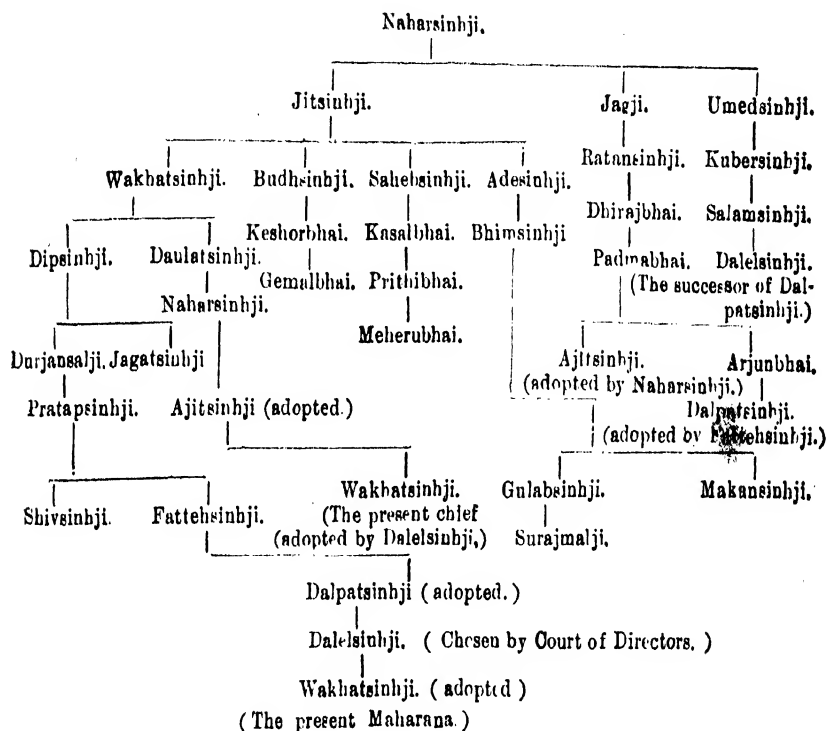 Naharsinhji.
Jitsinhji. Jagji. Umedsinhji.
Wakhatsinhji. Budhsinhji. Sahebsinhji. Adesinhji. Ratansinhji. Kubersinhji.
Keshorbhai. Kasalbhai. Bhimsinhji Dhirajbhai. Salamsinhji.
Dipsinhji. Daulatsinhji. Gemalbhai. Prithibhai. Padmabhai. Dalelsinhji.
(The successor of Dal-
patsinhji.)
Naharsinhji.
Meherubhai.
Durjansalji. Jagatsinhji Ajitsinhji. Arjunbhai.
(adopted by Naharsinhji.)
Pratapsinhji. Ajitsinhji (adopted.) Dalpatsinhji.
(adopted by Fattehsinhji.)
Shivsinhji. Fattehsinhji. Wakhatsinhji. Gulabsinhji. Makansinhji.
(The present chief
(adopted by Dalelsinhji,) Surajmalji.
Dalpatsinhji (adopted.)
Dalelsinhji. (Chosen by Court of Directors.)
Wakhatsinhji. (adopted)
(The present Maharana.)